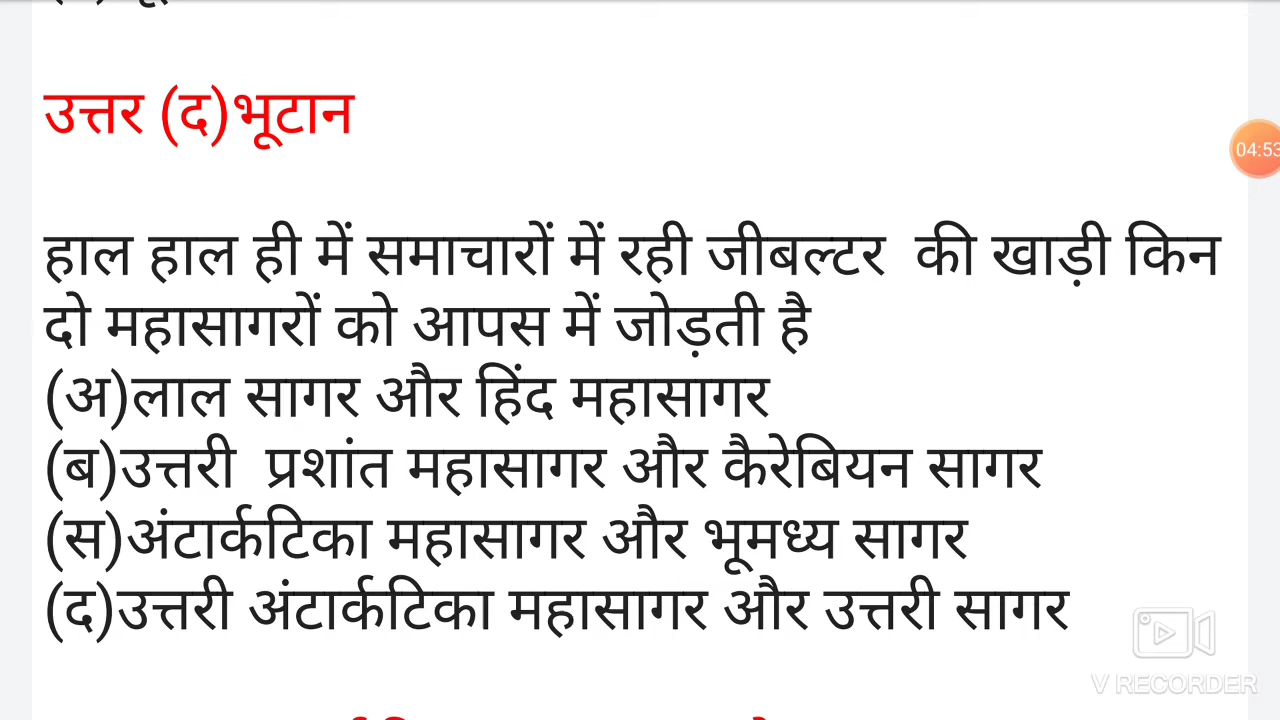 उत्तर (द)भूटान
04:53
हाल हाल ही में समाचारों में रही जीबल्टर की खाड़ी किन
दो महासागरों को आपस में जोड़ती है
(अ)लाल सागर और हिंद महासागर
(ब)उत्तरी प्रशांत महासागर और कैरेबियन सागर
(स)अंटार्कटिका महासागर और भूमध्य सागर
(द)उत्तरी अंटार्कटिका महासागर और उत्तरी सागर
V RECORDER